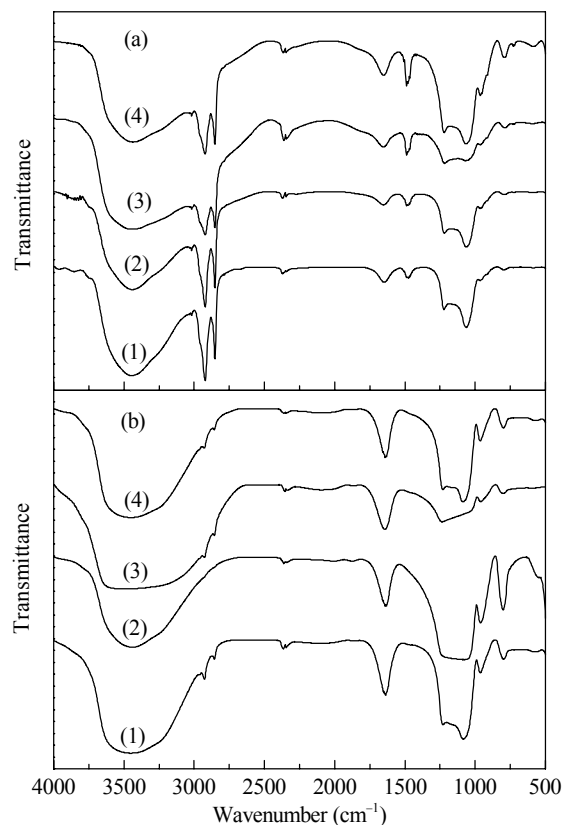 (a)
(4)
(3)
(2)
(1)
Transmittance
(b)
(4)
(3)
(2)
(1)
Transmittance
4000 3500 3000 2500 2000 1500 1000 500
Wavenumber (cm⁻¹)